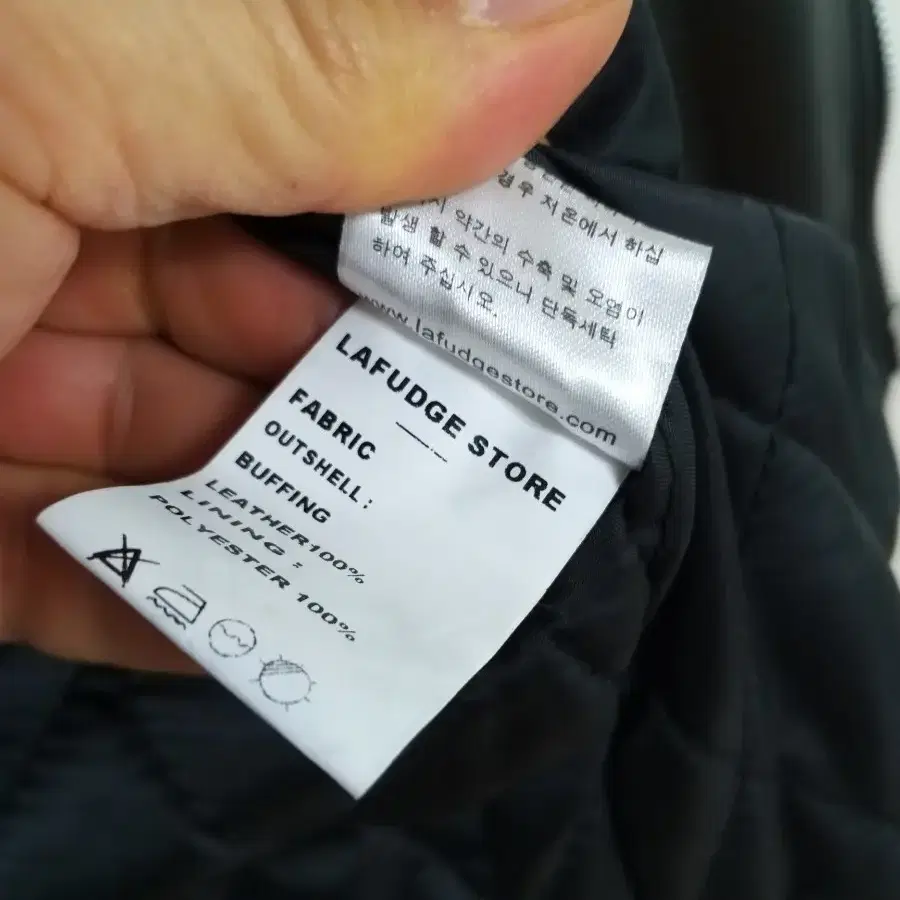 경우 저온에서 하십
약간의 수축 및 오염이
발생 할 수 있으니 단독세탁
하여 주십시오.
www.lafudgestore.com
LAFUDGE STORE
FABRIC
OUTSHELL:
BUFFING
LEATHER100%
LINING :
POLYESTER 100%